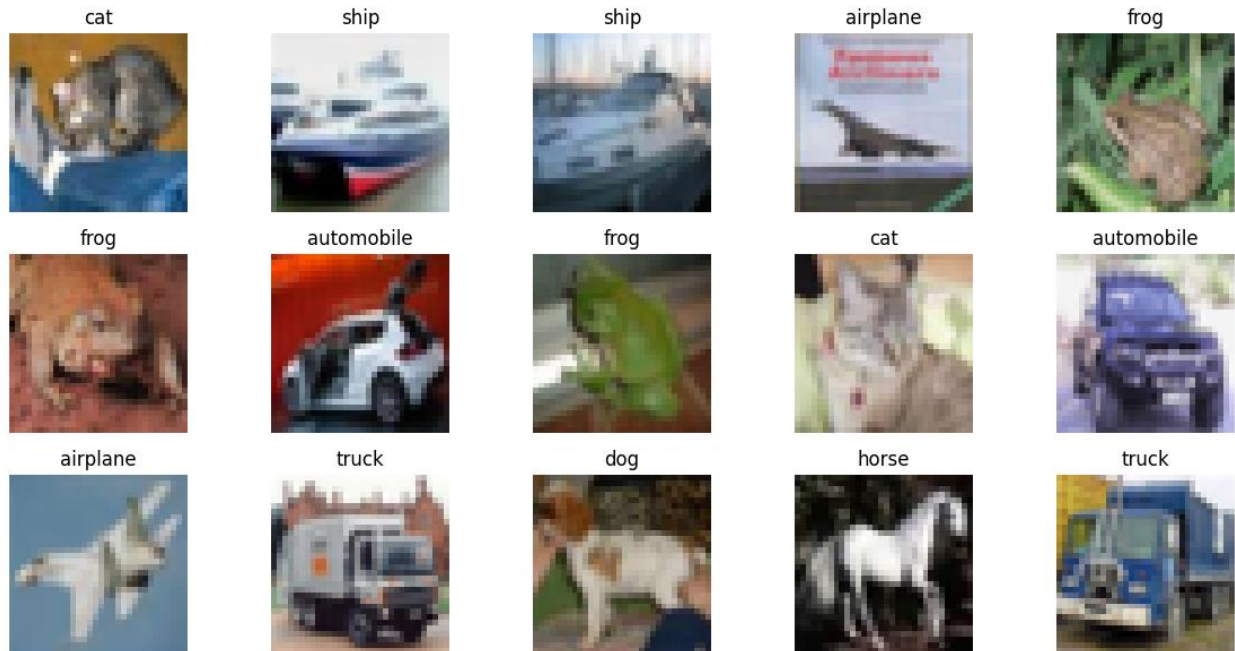 cat
ship
ship
airplane
frog
frog
automobile
frog
cat
automobile
airplane
truck
dog
horse
truck